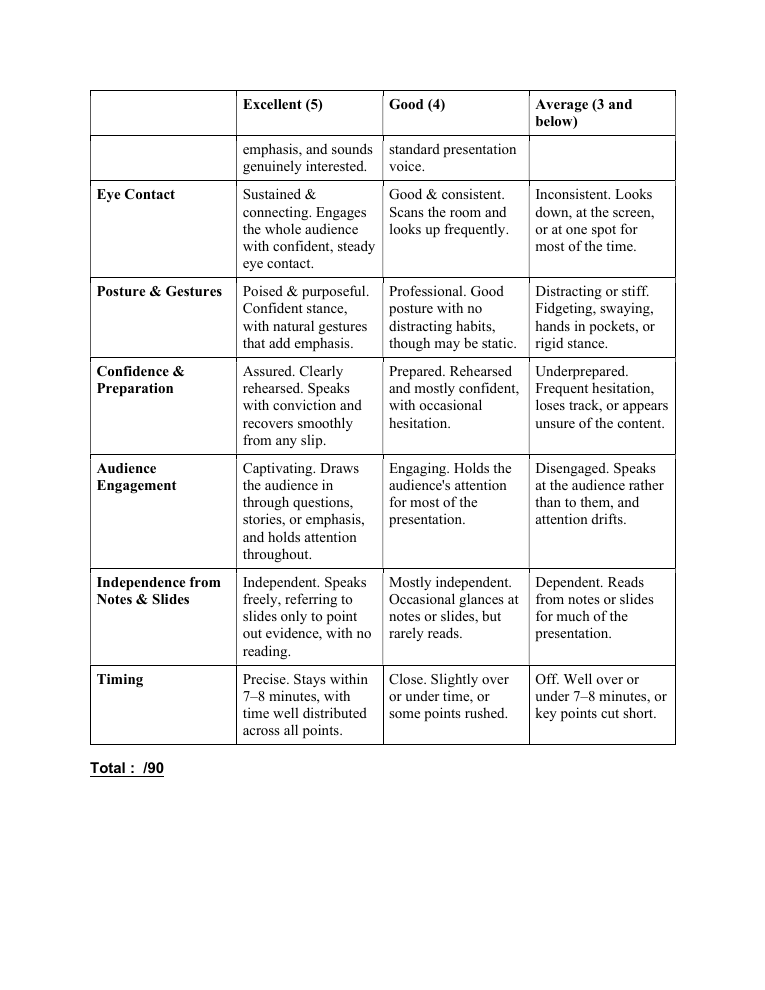 Excellent (5)
Good (4)
Average (3 and
below)
emphasis, and sounds
genuinely interested.
standard presentation
voice.
Eye Contact
Sustained &
connecting. Engages
the whole audience
with confident, steady
eye contact.
Good & consistent.
Scans the room and
looks up frequently.
Inconsistent. Looks
down, at the screen,
or at one spot for
most of the time.
Posture & Gestures
Poised & purposeful.
Confident stance,
with natural gestures
that add emphasis.
Professional. Good
posture with no
distracting habits,
though may be static.
Distracting or stiff.
Fidgeting, swaying,
hands in pockets, or
rigid stance.
Confidence &
Preparation
Assured. Clearly
rehearsed. Speaks
with conviction and
recovers smoothly
from any slip.
Prepared. Rehearsed
and mostly confident,
with occasional
hesitation.
Underprepared.
Frequent hesitation,
loses track, or appears
unsure of the content.
Audience
Engagement
Captivating. Draws
the audience in
through questions,
stories, or emphasis,
and holds attention
throughout.
Engaging. Holds the
audience's attention
for most of the
presentation.
Disengaged. Speaks
at the audience rather
than to them, and
attention drifts.
Independence from
Notes & Slides
Independent. Speaks
freely, referring to
slides only to point
out evidence, with no
reading.
Mostly independent.
Occasional glances at
notes or slides, but
rarely reads.
Dependent. Reads
from notes or slides
for much of the
presentation.
Timing
Precise. Stays within
7–8 minutes, with
time well distributed
across all points.
Close. Slightly over
or under time, or
some points rushed.
Off. Well over or
under 7–8 minutes, or
key points cut short.
Total :  /90